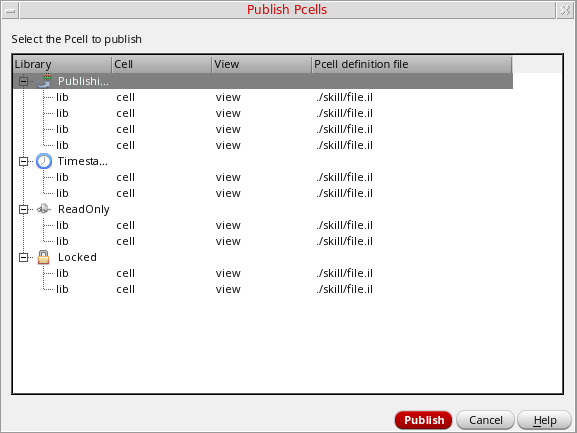 Publish Pcells
Select the Pcell to publish
Library Cell View Pcell definition file
Publishi...
lib cell view ./skill/file.il
lib cell view ./skill/file.il
lib cell view ./skill/file.il
lib cell view ./skill/file.il
Timesta...
lib cell view ./skill/file.il
lib cell view ./skill/file.il
ReadOnly
lib cell view ./skill/file.il
lib cell view ./skill/file.il
Locked
lib cell view ./skill/file.il
lib cell view ./skill/file.il
Publish Cancel Help